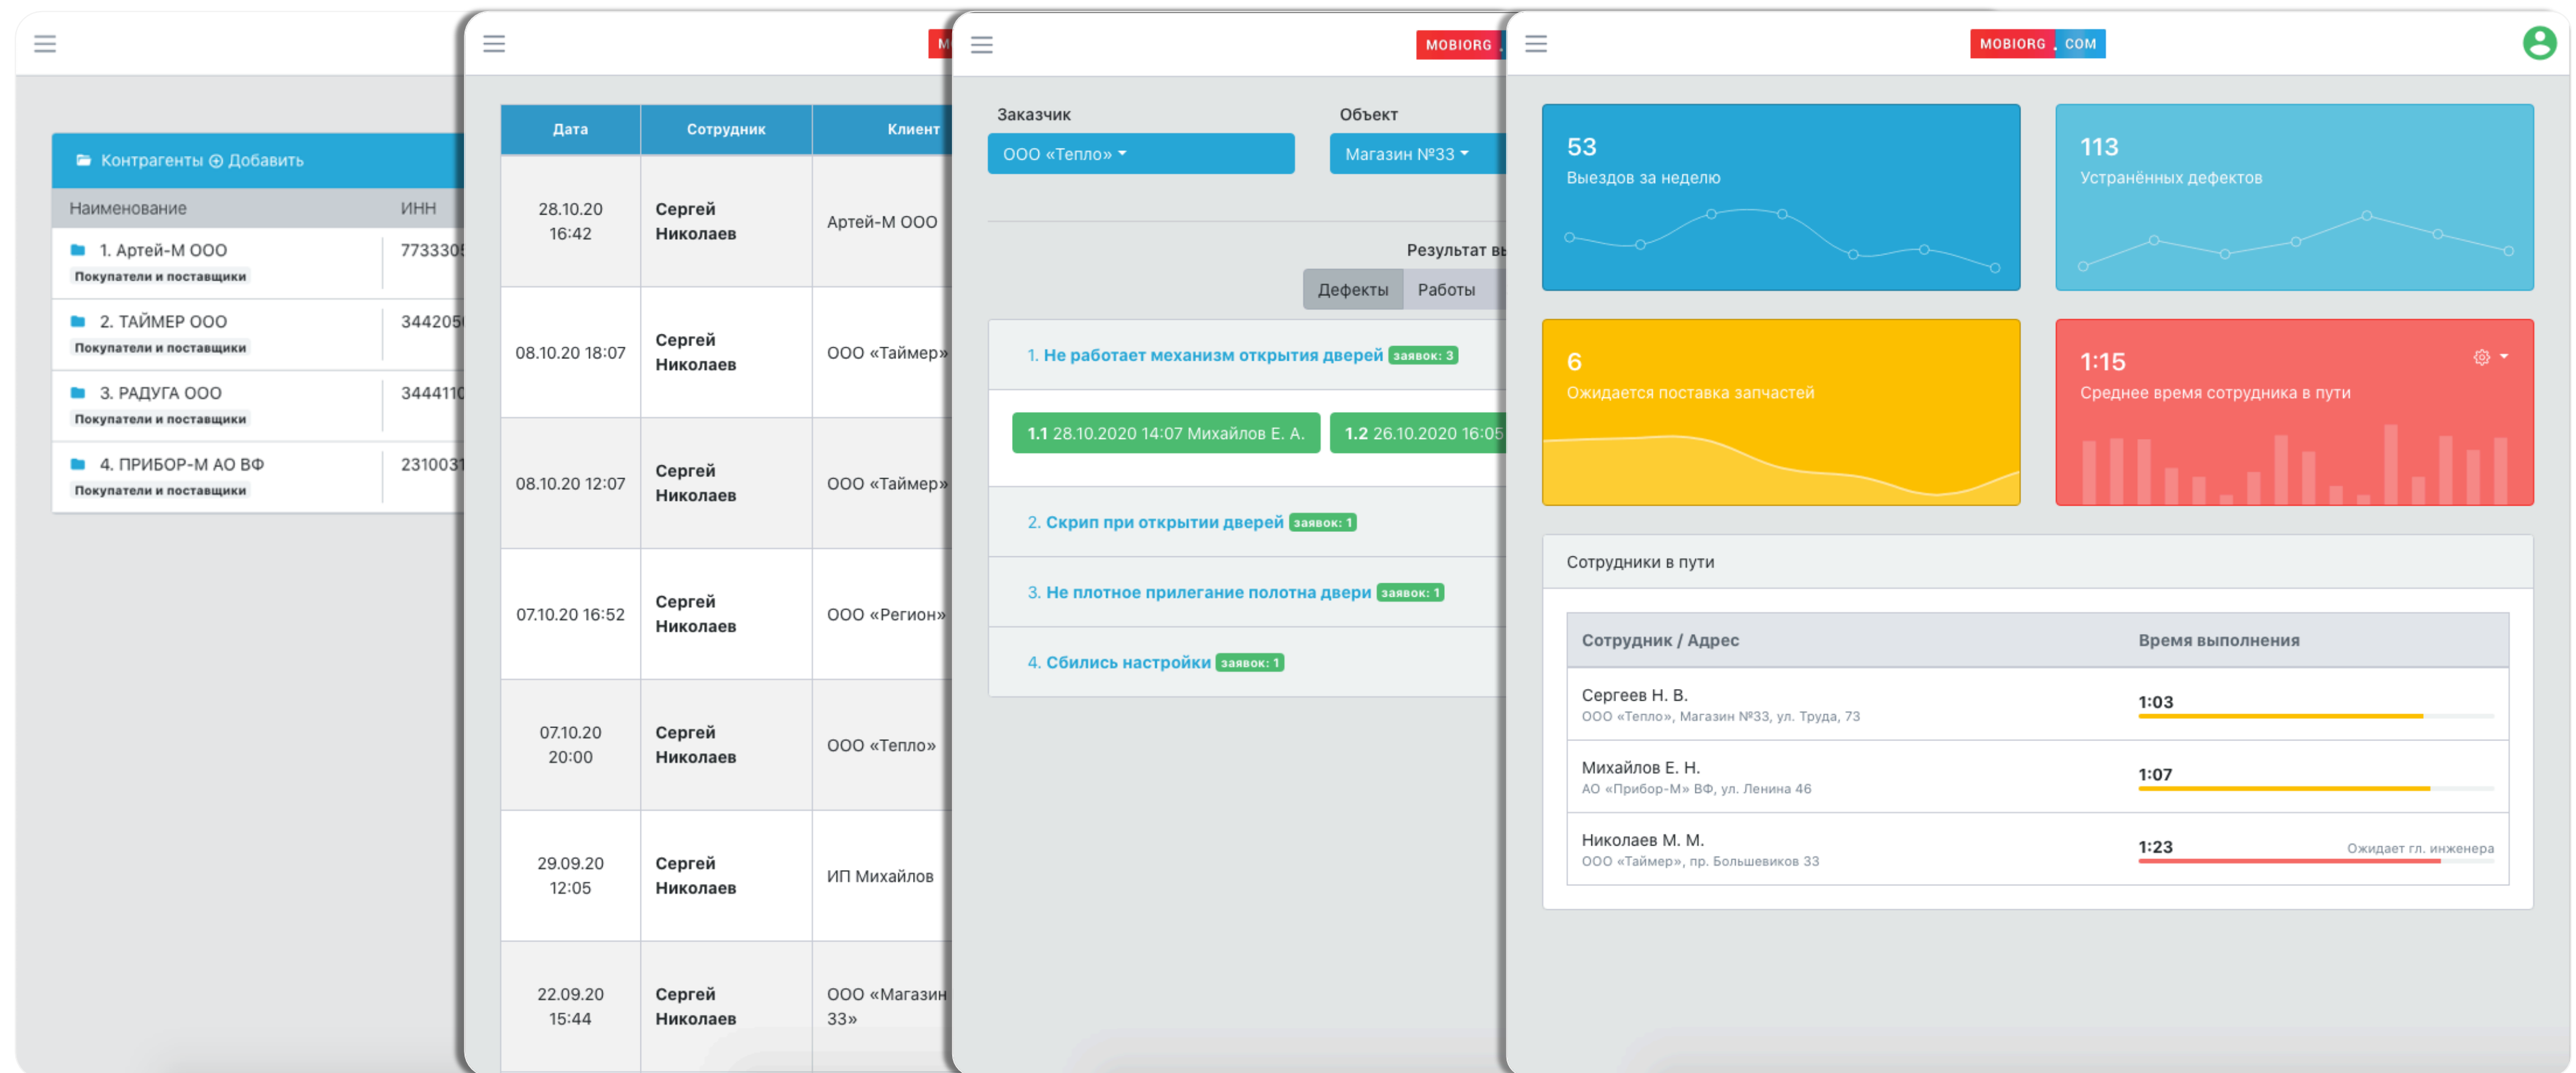 Контрагенты Добавить
Наименование ИНН
1. Артей-М ООО
Покупатели и поставщики
2. ТАЙМЕР ООО
Покупатели и поставщики
3. РАДУГА ООО
Покупатели и поставщики
4. ПРИБОР-М АО ВФ
Покупатели и поставщики
Дата Сотрудник Клиент
28.10.20 16:42 Сергей Николаев Артей-М ООО
08.10.20 18:07 Сергей Николаев ООО «Таймер»
08.10.20 12:07 Сергей Николаев ООО «Таймер»
07.10.20 16:52 Сергей Николаев ООО «Регион»
07.10.20 20:00 Сергей Николаев ООО «Тепло»
29.09.20 12:05 Сергей Николаев ИП Михайлов
22.09.20 15:44 Сергей Николаев ООО «Магазин 33»
MOBIORG
Заказчик Объект
ООО «Тепло» Магазин №33
Результат
Дефекты Работы
1. Не работает механизм открытия дверей заявок: 3
1.1 28.10.2020 14:07 Михайлов Е. А. 1.2 26.10.2020 16:05
2. Скрип при открытии дверей заявок: 1
3. Не плотное прилегание полотна двери заявок: 1
4. Сбились настройки заявок: 1
MOBIORG . COM
53
Выездов за неделю
113
Устранённых дефектов
6
Ожидается поставка запчастей
1:15
Среднее время сотрудника в пути
Сотрудники в пути
Сотрудник / Адрес Время выполнения
Сергеев Н. В. 1:03
ООО «Тепло», Магазин №33, ул. Труда, 73
Михайлов Е. Н. 1:07
АО «Прибор-М» ВФ, ул. Ленина 46
Николаев М. М. 1:23 Ожидает гл. инженера
ООО «Таймер», пр. Большевиков 33